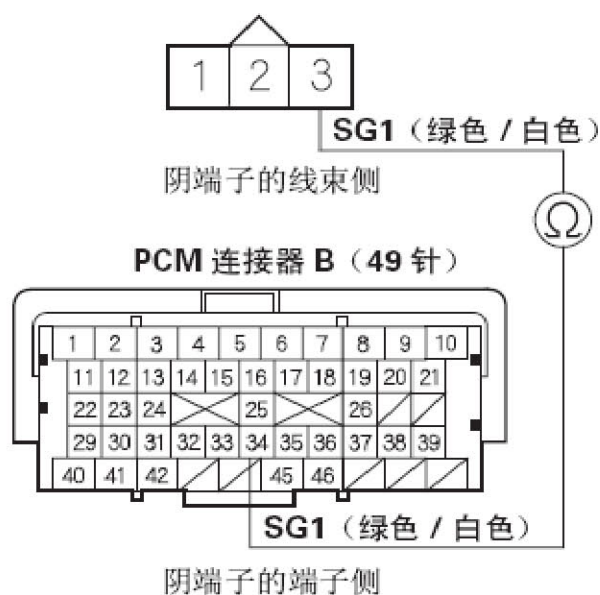 1 2 3
SG1（绿色 / 白色）
阴端子的线束侧
Ω
PCM 连接器 B（49 针）
1 2 3 4 5 6 7 8 9 10
11 12 13 14 15 16 17 18 19 20 21
22 23 24 25 26
29 30 31 32 33 34 35 36 37 38 39
40 41 42 45 46
SG1（绿色 / 白色）
阴端子的端子侧